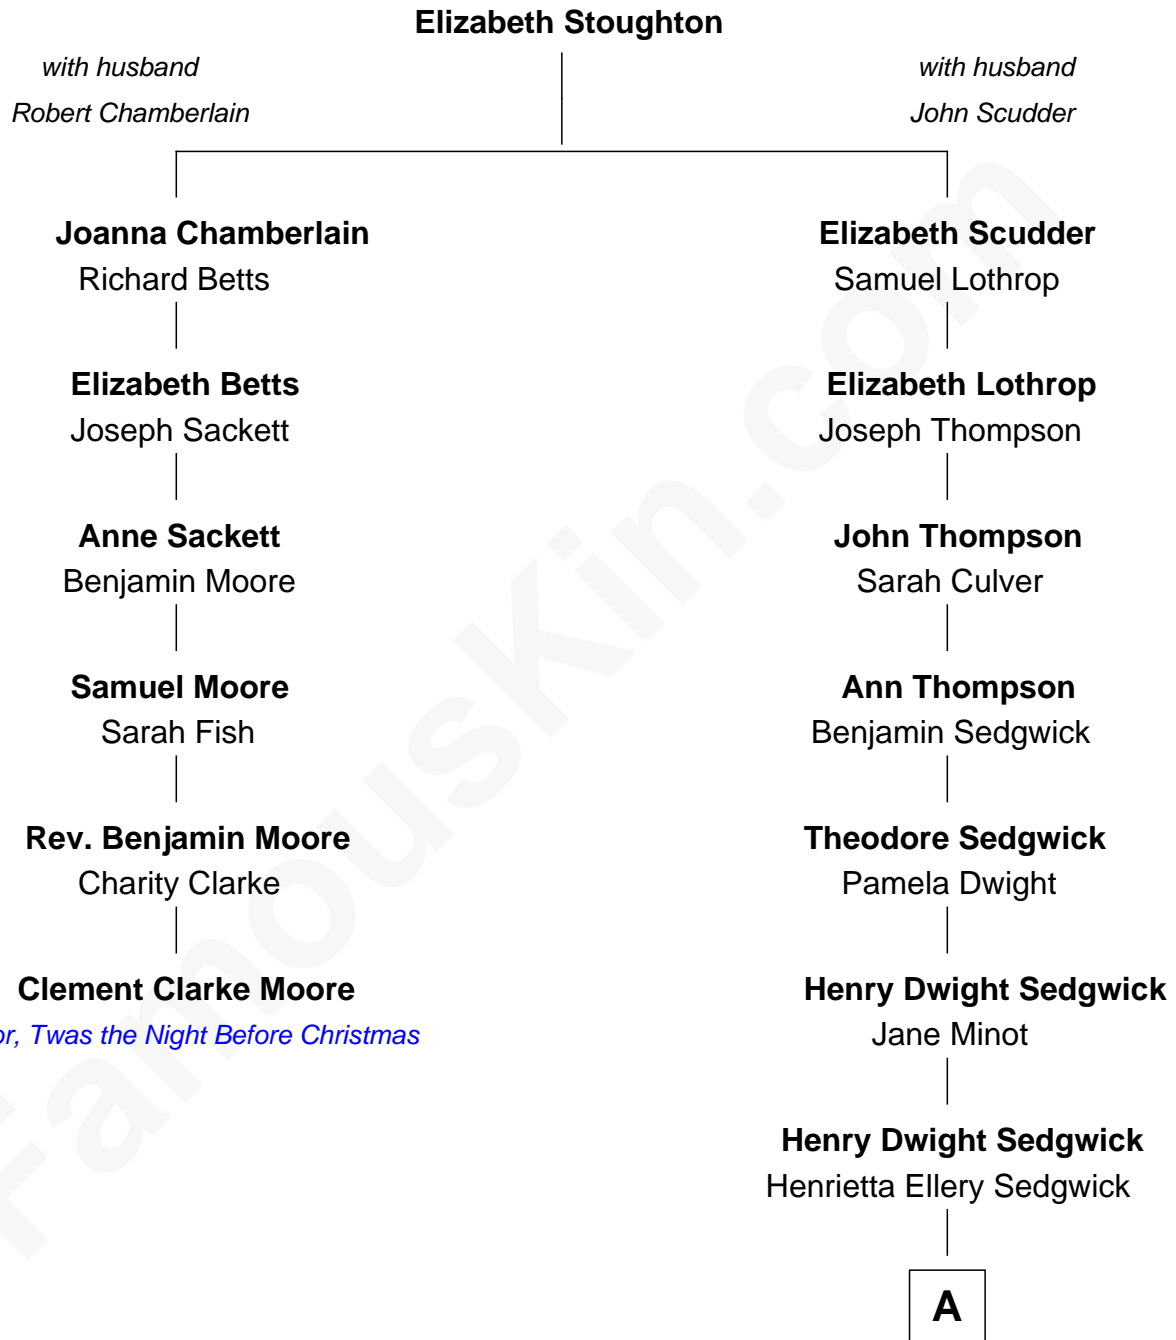 Elizabeth Stoughton
with husband
Robert Chamberlain
with husband
John Scudder
Joanna Chamberlain
Richard Betts
Elizabeth Scudder
Samuel Lothrop
Elizabeth Betts
Joseph Sackett
Elizabeth Lothrop
Joseph Thompson
Anne Sackett
Benjamin Moore
John Thompson
Sarah Culver
Samuel Moore
Sarah Fish
Ann Thompson
Benjamin Sedgwick
Rev. Benjamin Moore
Charity Clarke
Theodore Sedgwick
Pamela Dwight
Clement Clarke Moore
or, Twas the Night Before Christmas
Henry Dwight Sedgwick
Jane Minot
Henry Dwight Sedgwick
Henrietta Ellery Sedgwick
A
FamousKin.com